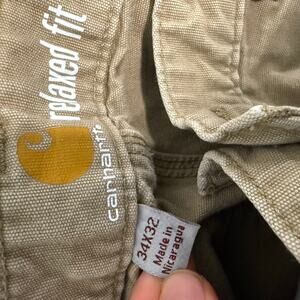 relaxed fit
carhartt
34X32
Made in
Nicaragua